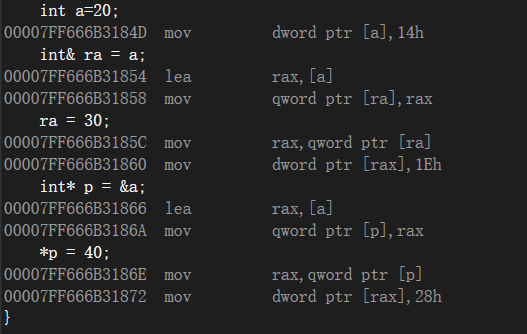 int a=20;
00007FF666B3184D  mov  dword ptr [a],14h
int& ra = a;
00007FF666B31854  lea  rax,[a]
00007FF666B31858  mov  qword ptr [ra],rax
ra = 30;
00007FF666B3185C  mov  rax,qword ptr [ra]
00007FF666B31860  mov  dword ptr [rax],1Eh
int* p = &a;
00007FF666B31866  lea  rax,[a]
00007FF666B3186A  mov  qword ptr [p],rax
*p = 40;
00007FF666B3186E  mov  rax,qword ptr [p]
00007FF666B31872  mov  dword ptr [rax],28h
}